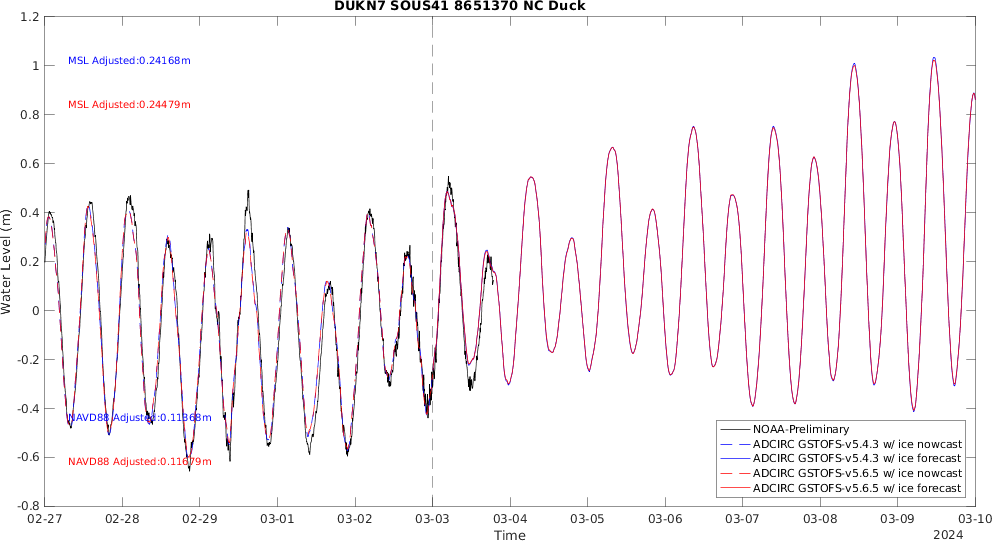 DUKN7 SOUS41 8651370 NC Duck
1.2
1
0.8
0.6
0.4
0.2
0
-0.2
-0.4
-0.6
-0.8
Water Level (m)
MSL Adjusted:0.24168m
MSL Adjusted:0.24479m
NAVD88 Adjusted:0.11368m
NAVD88 Adjusted:0.11679m
NOAA-Preliminary
ADCIRC GSTOFS-v5.4.3 w/ ice nowcast
ADCIRC GSTOFS-v5.4.3 w/ ice forecast
ADCIRC GSTOFS-v5.6.5 w/ ice nowcast
ADCIRC GSTOFS-v5.6.5 w/ ice forecast
02-27 02-28 02-29 03-01 03-02 03-03 03-04 03-05 03-06 03-07 03-08 03-09 03-10
Time
2024